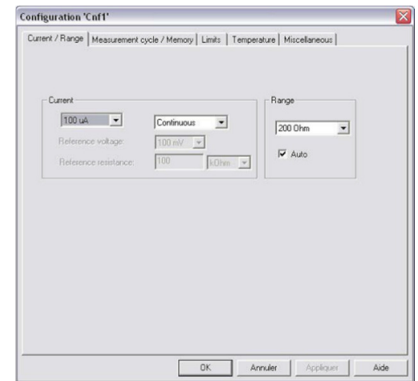 Configuration 'Cnf1'
Current / Range Measurement cycle / Memory Limits Temperature Miscellaneous
Current
Range
100 uA Continuous
200 Ohm
Reference voltage: 100 mV
Auto
Reference resistance: 100 kOhm
OK Annuler Appliquer Aide